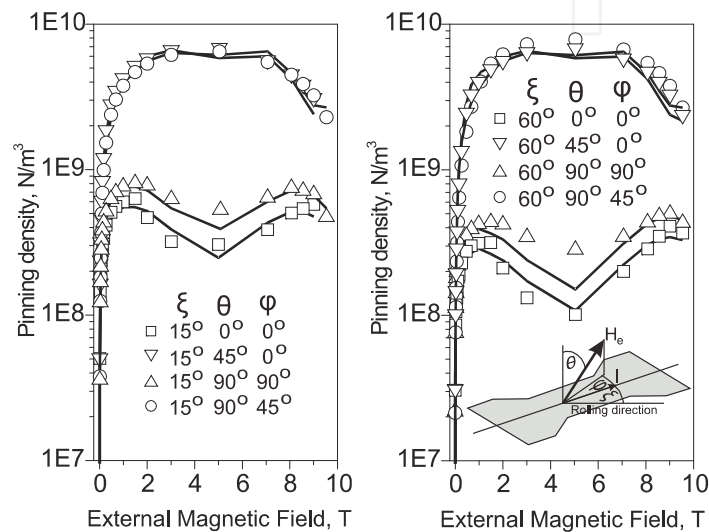 1E10
1E9
1E8
1E7
Pinning density, N/m³
ξ θ φ
15° 0° 0°
15° 45° 0°
15° 90° 90°
15° 90° 45°
0 2 4 6 8 10
External Magnetic Field, T
1E10
1E9
1E8
1E7
Pinning density, N/m³
ξ θ φ
60° 0° 0°
60° 45° 0°
60° 90° 90°
60° 90° 45°
Hₑ
θ
φ
I
ξ
Rolling direction
0 2 4 6 8 10
External Magnetic Field, T